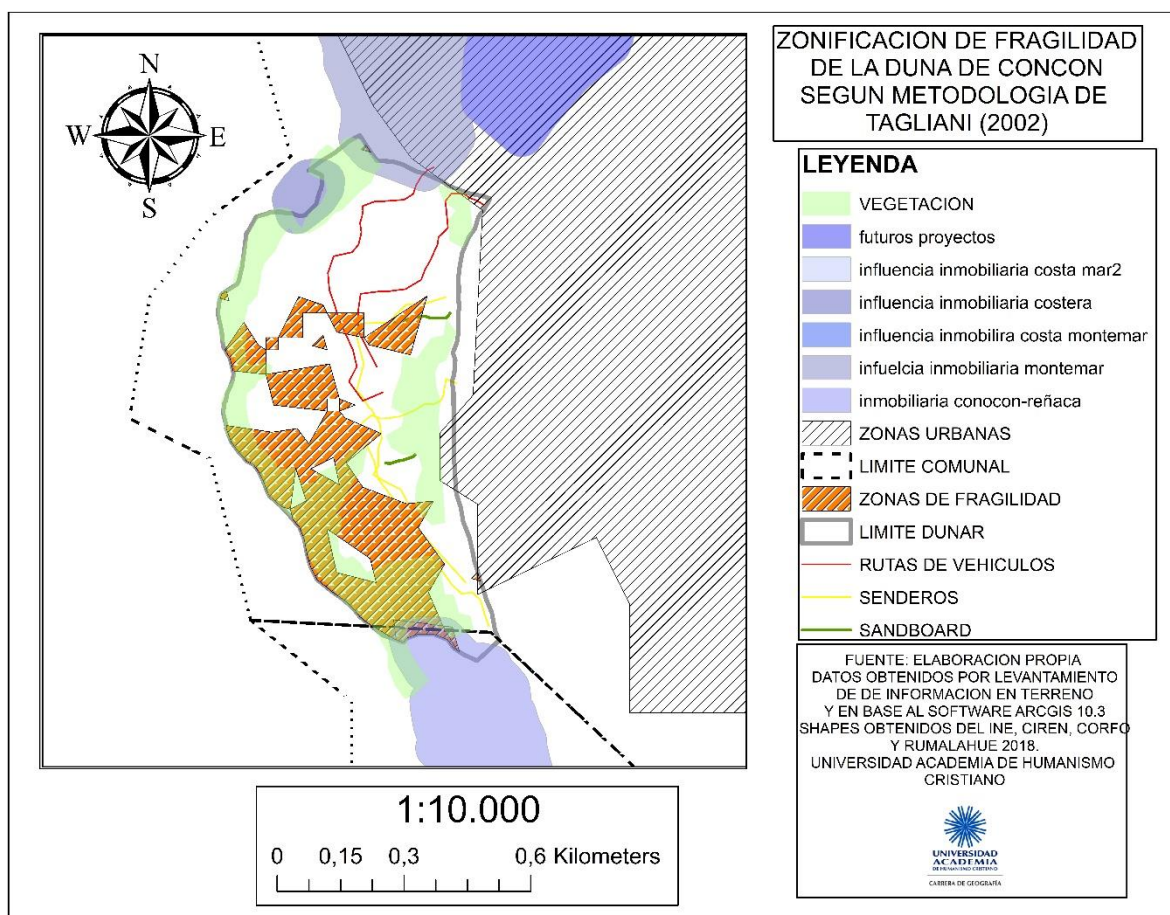 ZONIFICACION DE FRAGILIDAD
DE LA DUNA DE CONCON
SEGUN METODOLOGIA DE
TAGLIANI (2002)
N
W E
S
LEYENDA
VEGETACION
futuros proyectos
influencia inmobiliaria costa mar2
influencia inmobiliaria costera
influencia inmobilira costa montemar
infuelcia inmobiliaria montemar
inmobiliaria conocon-reñaca
ZONAS URBANAS
LIMITE COMUNAL
ZONAS DE FRAGILIDAD
LIMITE DUNAR
RUTAS DE VEHICULOS
SENDEROS
SANDBOARD
FUENTE: ELABORACION PROPIA
DATOS OBTENIDOS POR LEVANTAMIENTO
DE DE INFORMACION EN TERRENO
Y EN BASE AL SOFTWARE ARCGIS 10.3
SHAPES OBTENIDOS DEL INE, CIREN, CORFO
Y RUMALAHUE 2018.
UNIVERSIDAD ACADEMIA DE HUMANISMO
CRISTIANO
UNIVERSIDAD
ACADEMIA
DE HUMANISMO CRISTIANO
CARRERA DE GEOGRAFÍA
1:10.000
0 0,15 0,3 0,6 Kilometers